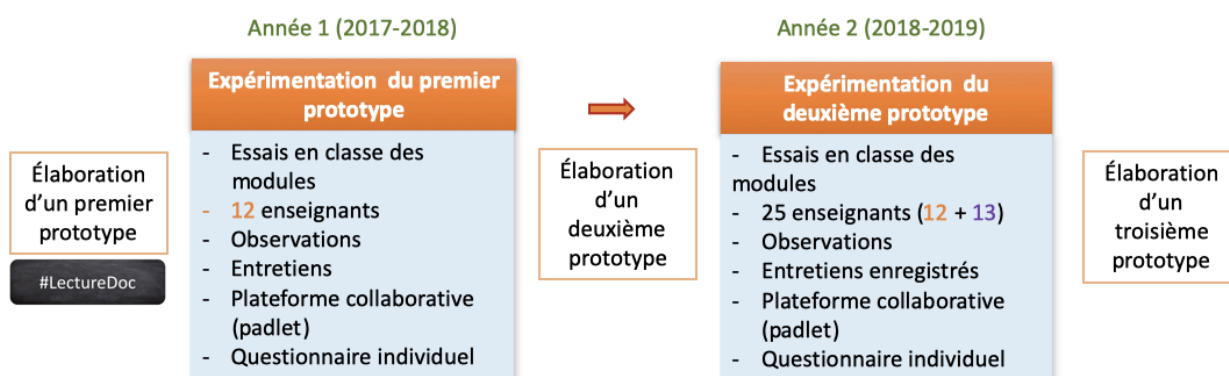 Année 1 (2017-2018)
Année 2 (2018-2019)
Élaboration
d'un premier
prototype
#LectureDoc
Expérimentation du premier
prototype
- Essais en classe des
modules
- 12 enseignants
- Observations
- Entretiens
- Plateforme collaborative
(padlet)
- Questionnaire individuel
Élaboration
d'un
deuxième
prototype
Expérimentation du
deuxième prototype
- Essais en classe des
modules
- 25 enseignants (12 + 13)
- Observations
- Entretiens enregistrés
- Plateforme collaborative
(padlet)
- Questionnaire individuel
Élaboration
d'un
troisième
prototype